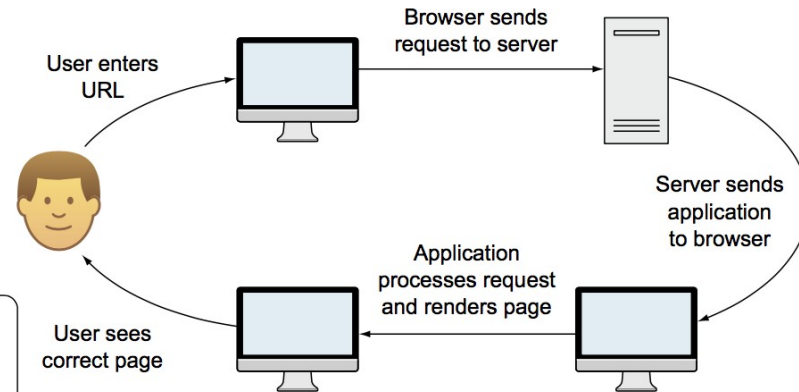 User enters
URL
Browser sends
request to server
Server sends
application
to browser
Application
processes request
and renders page
User sees
correct page